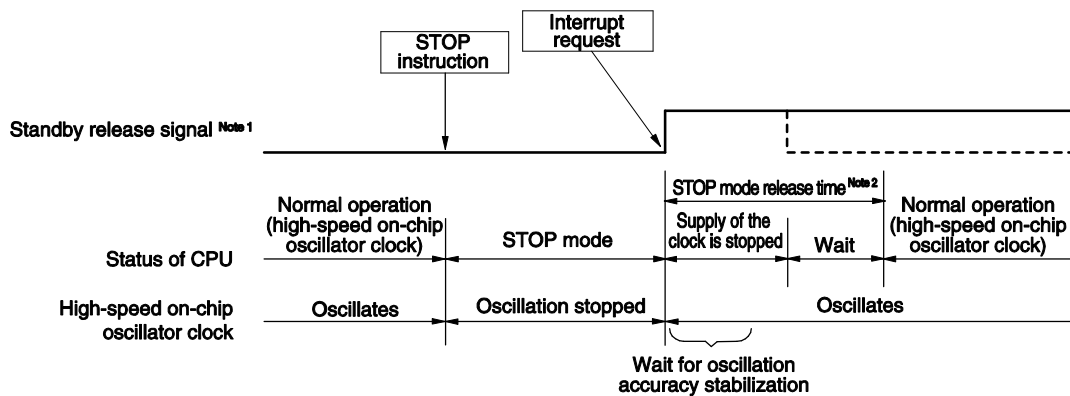 Interrupt
request
STOP
instruction
Standby release signal Note 1
STOP mode release time Note 2
Normal operation
(high-speed on-chip
oscillator clock)
Supply of the
clock is stopped
Normal operation
(high-speed on-chip
oscillator clock)
STOP mode
Wait
Status of CPU
High-speed on-chip
oscillator clock
Oscillates
Oscillation stopped
Oscillates
Wait for oscillation
accuracy stabilization